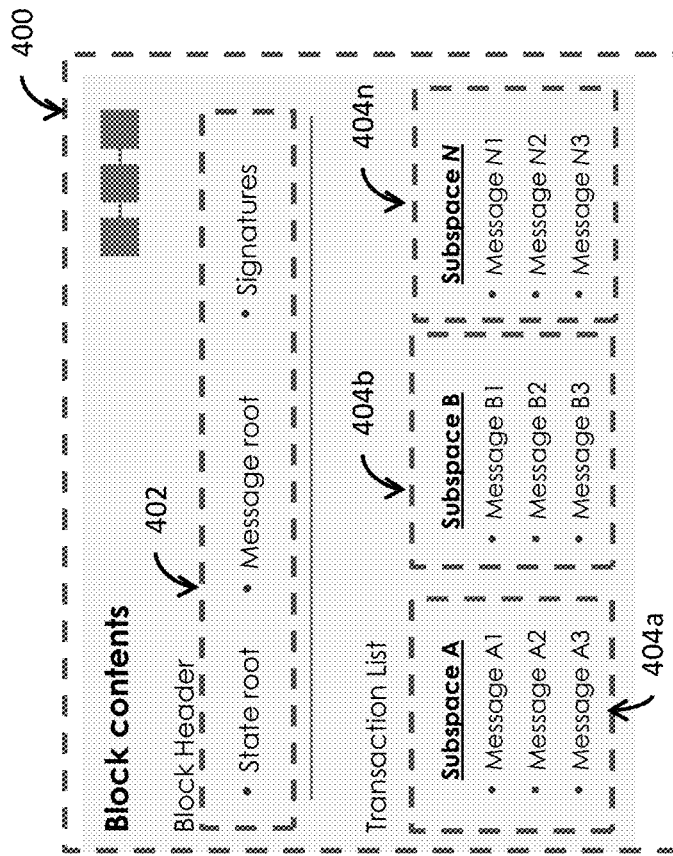 400
Block contents
Block Header
402
• State root • Message root • Signatures
Transaction List
404b
404n
Subspace A
• Message A1
• Message A2
• Message A3
Subspace B
• Message B1
• Message B2
• Message B3
Subspace N
• Message N1
• Message N2
• Message N3
404a